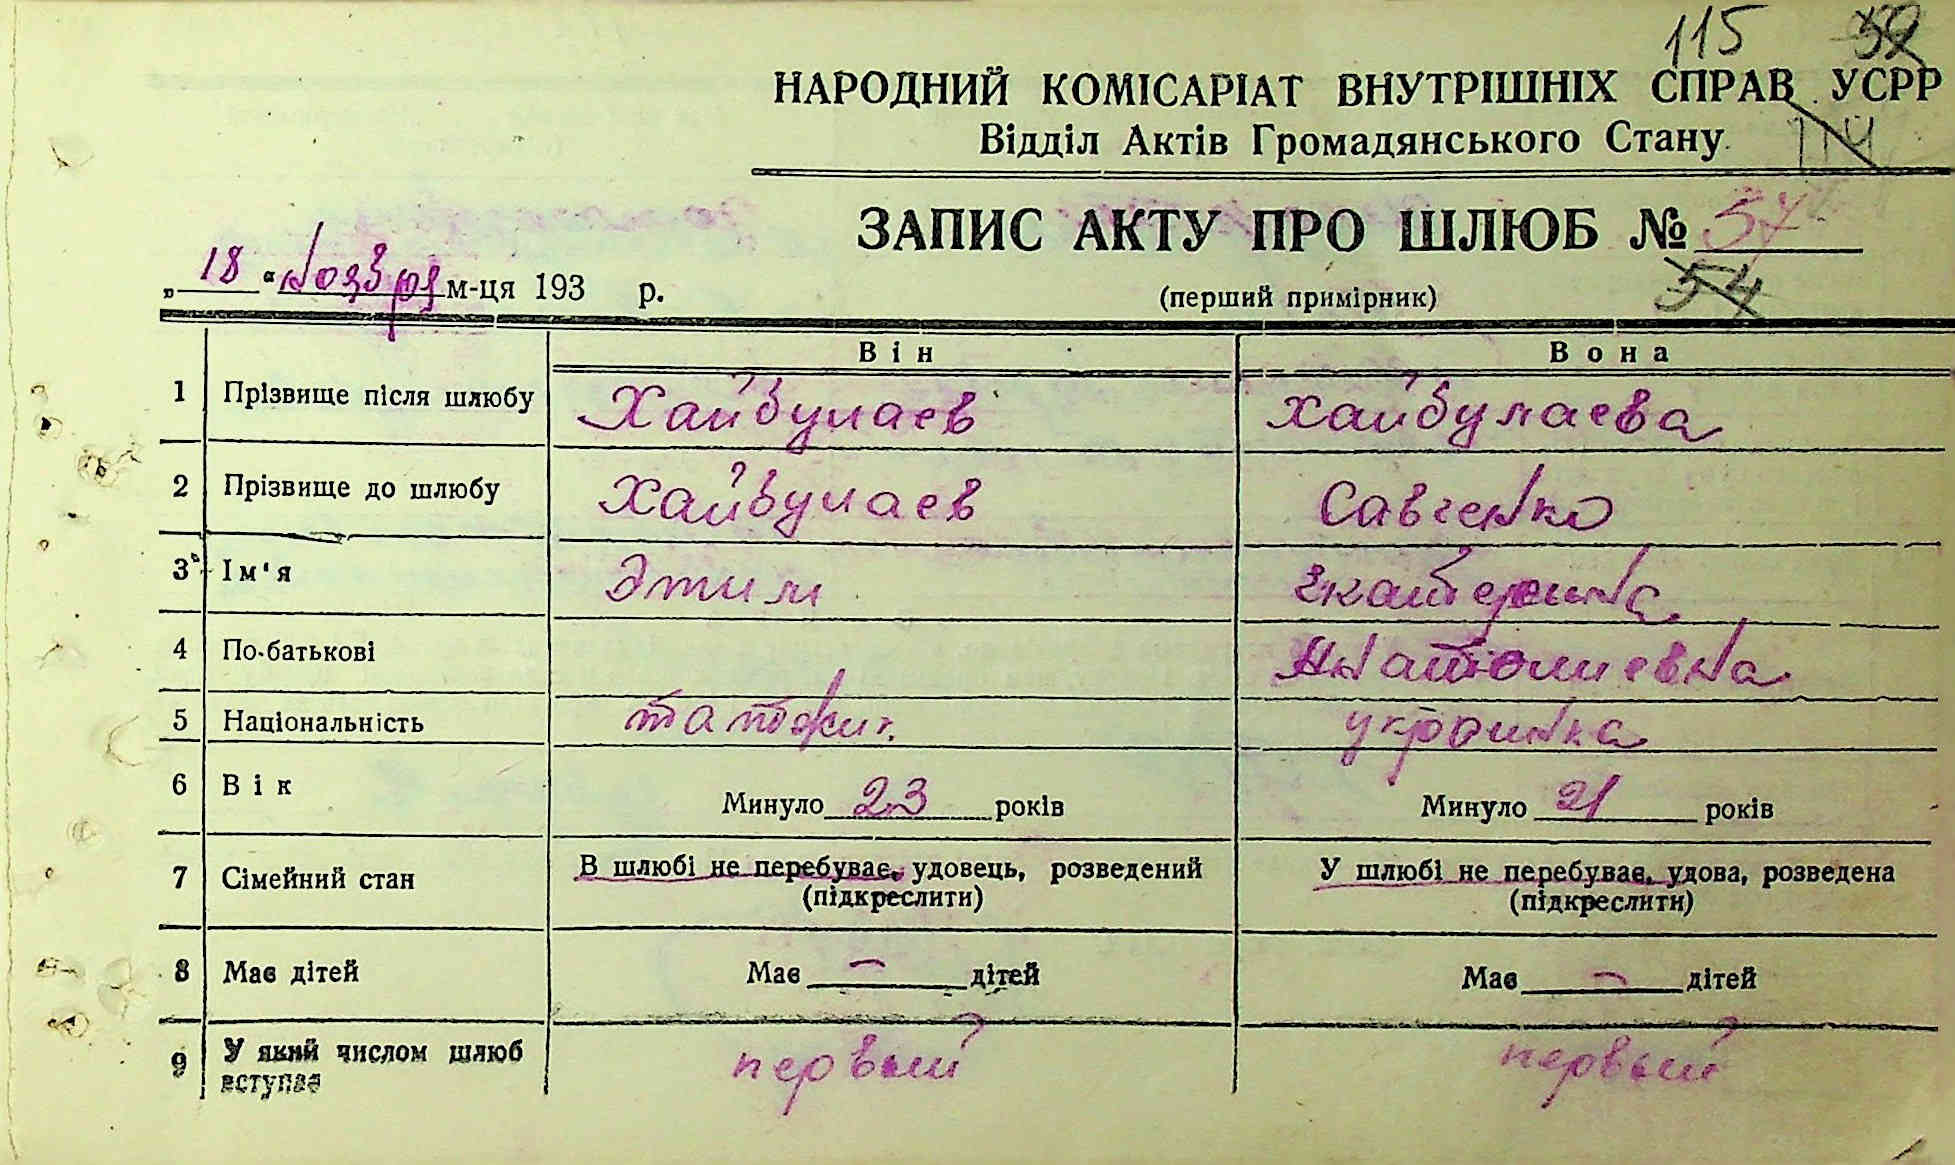 115 52
НАРОДНИЙ КОМІСАРІАТ ВНУТРІШНІХ СПРАВ УСРР
Відділ Актів Громадянського Стану 114
ЗАПИС АКТУ ПРО ШЛЮБ № 57
„ 18 “ Ноября м-ця 193 р.
(перший примірник) 54
Він Вона
1 Прізвище після шлюбу Хайбулаев Хайбулаева
2 Прізвище до шлюбу Хайбулаев Савченко
3 Ім'я Этим Екатерина
4 По-батькові Анатолиевна
5 Національність украинка
6 Вік Минуло 23 років Минуло 21 років
7 Сімейний стан В шлюбі не перебуває, удовець, розведений (підкреслити) У шлюбі не перебуває, удова, розведена (підкреслити)
8 Має дітей Має — дітей Має — дітей
9 У який числом шлюб вступає первый первый